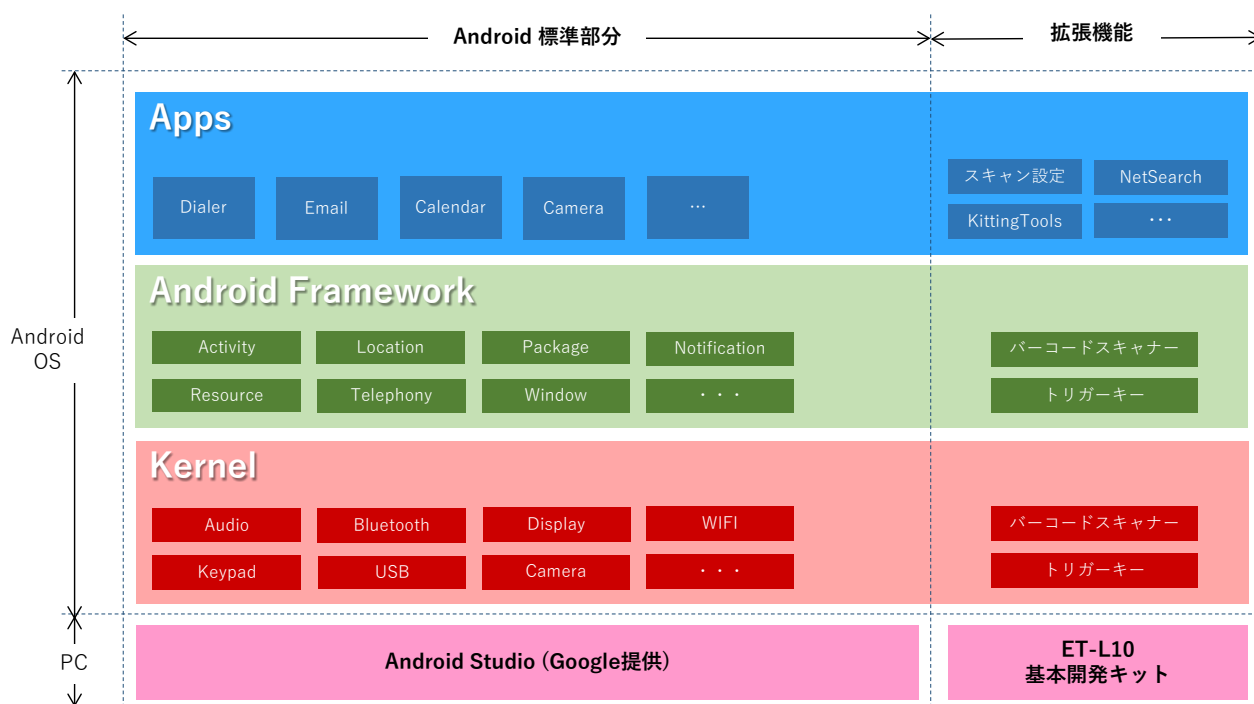 Android 標準部分
拡張機能
Apps
Dialer
Email
Calendar
Camera
…
スキャン設定
NetSearch
KittingTools
･･･
Android Framework
Activity
Location
Package
Notification
バーコードスキャナー
Resource
Telephony
Window
・・・
トリガーキー
Android
OS
Kernel
Audio
Bluetooth
Display
WIFI
バーコードスキャナー
Keypad
USB
Camera
・・・
トリガーキー
PC
Android Studio (Google提供)
ET-L10
基本開発キット